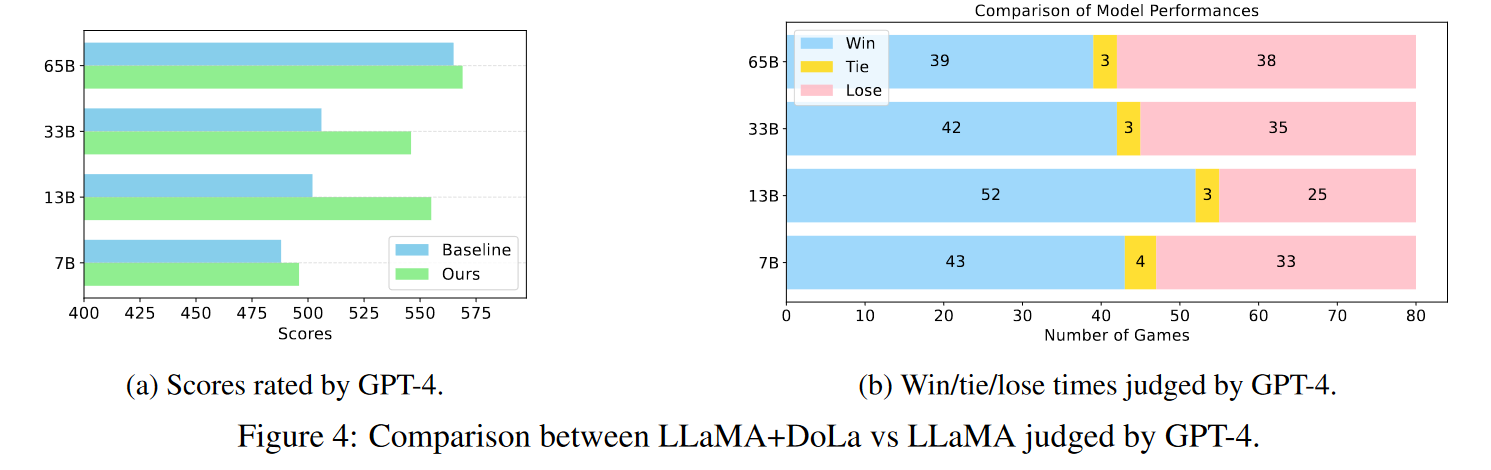 65B
33B
13B
7B
Baseline
Ours
400 425 450 475 500 525 550 575
Scores
(a) Scores rated by GPT-4.
Comparison of Model Performances
Win
Tie
Lose
65B 39 3 38
33B 42 3 35
13B 52 3 25
7B 43 4 33
0 10 20 30 40 50 60 70 80
Number of Games
(b) Win/tie/lose times judged by GPT-4.
Figure 4: Comparison between LLaMA+DoLa vs LLaMA judged by GPT-4.